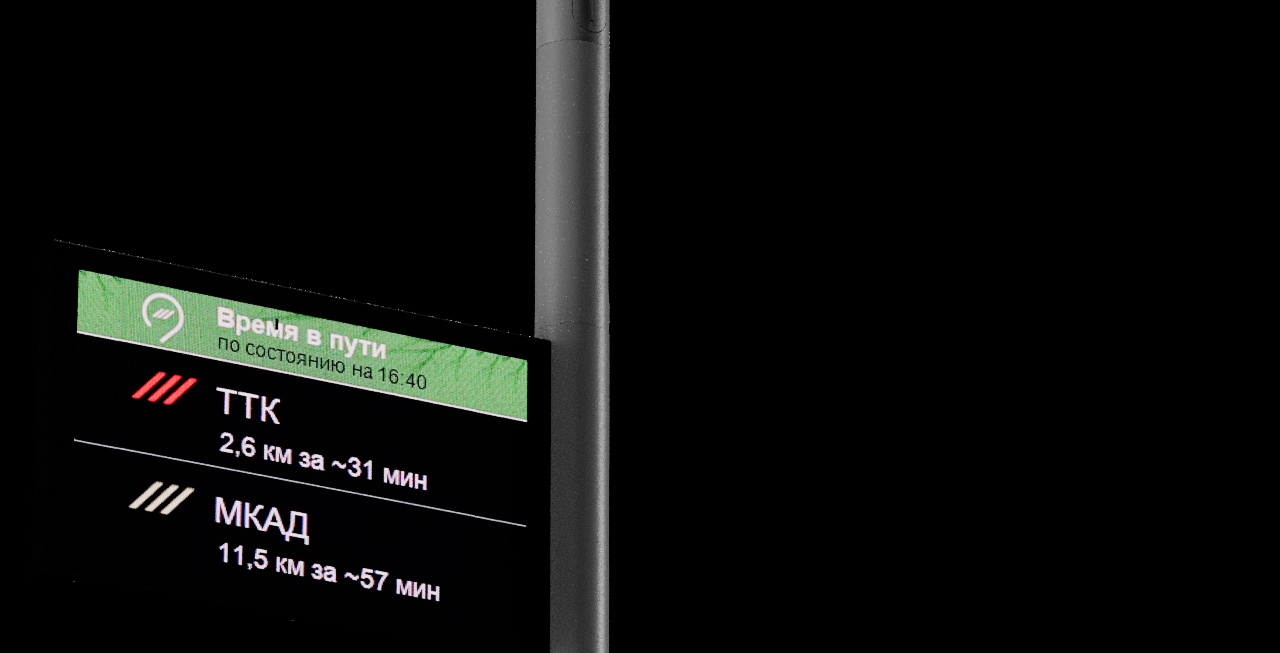 Время в пути
по состоянию на 16:40
ТТК
2,6 км за ~31 мин
МКАД
11,5 км за ~57 мин